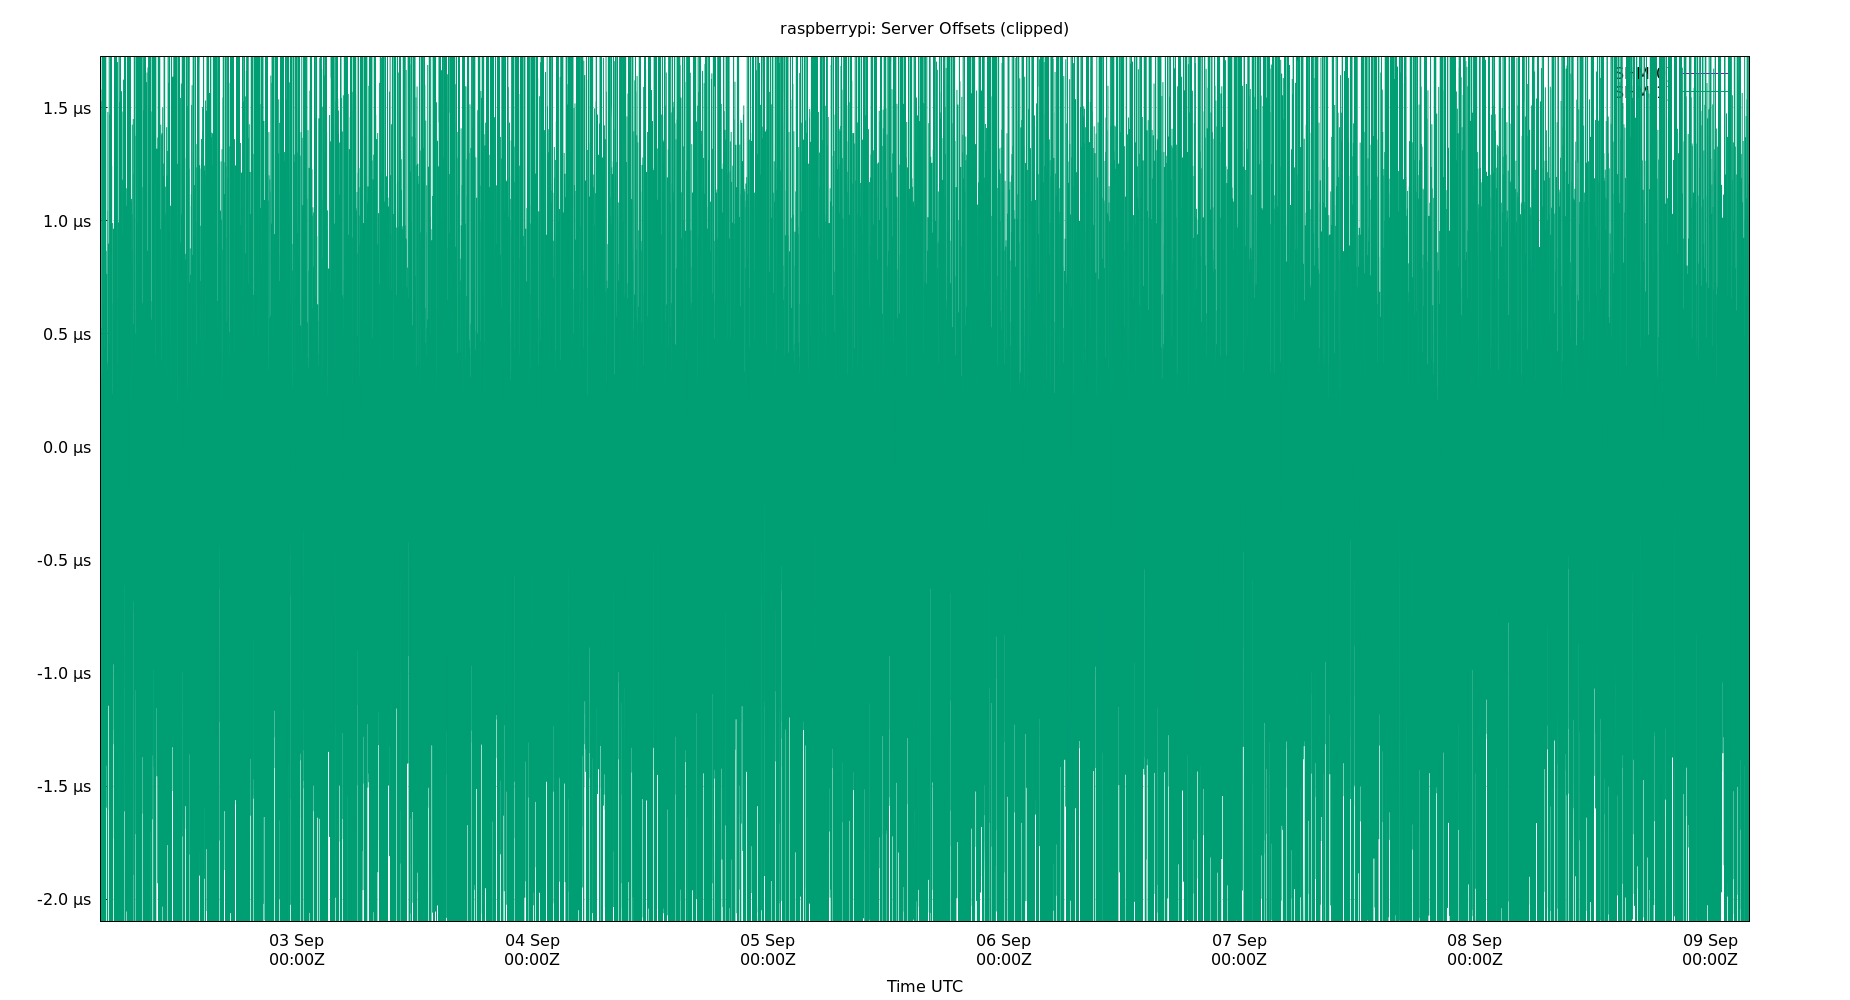 raspberrypi: Server Offsets (clipped)
1.5 µs
1.0 µs
0.5 µs
0.0 µs
-0.5 µs
-1.0 µs
-1.5 µs
-2.0 µs
03 Sep 04 Sep 05 Sep 06 Sep 07 Sep 08 Sep 09 Sep
00:00Z 00:00Z 00:00Z 00:00Z 00:00Z 00:00Z 00:00Z
Time UTC